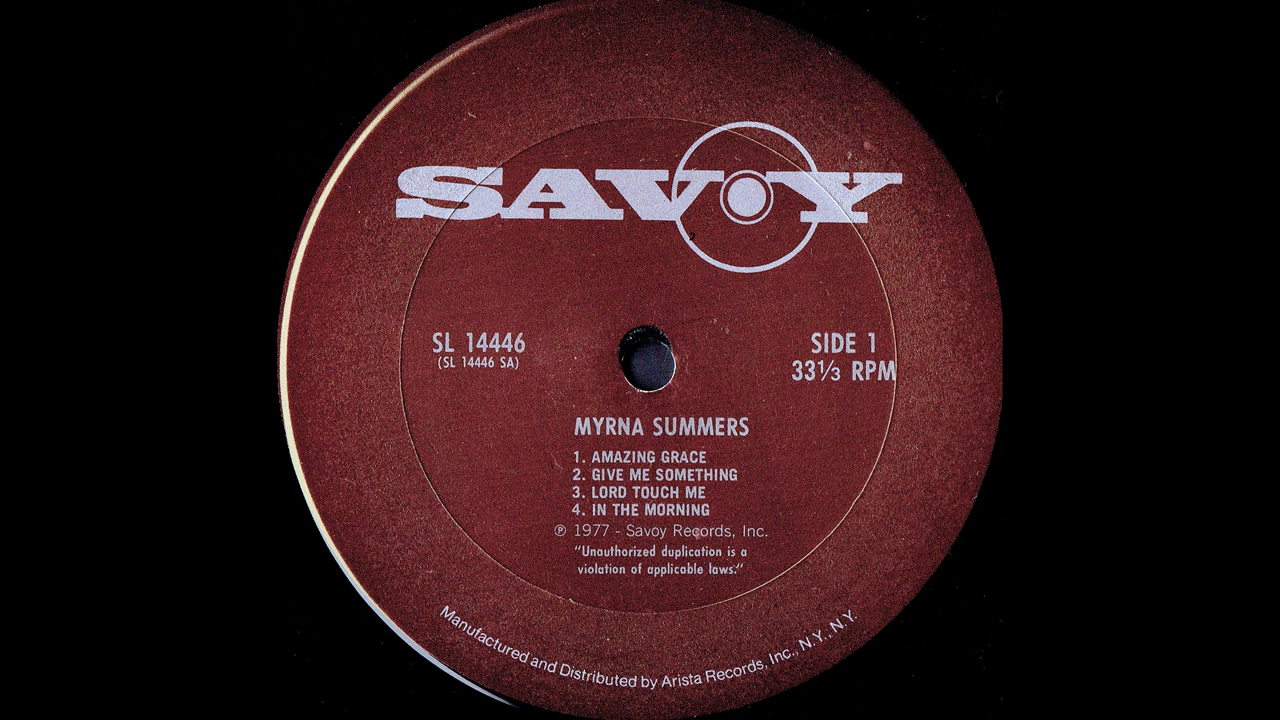 SAVOY
SL 14446
(SL 14446 SA)
SIDE 1
33⅓ RPM
MYRNA SUMMERS
1. AMAZING GRACE
2. GIVE ME SOMETHING
3. LORD TOUCH ME
4. IN THE MORNING
℗ 1977 - Savoy Records, Inc.
"Unauthorized duplication is a
violation of applicable laws."
Manufactured and Distributed by Arista Records, Inc., N.Y., N.Y.